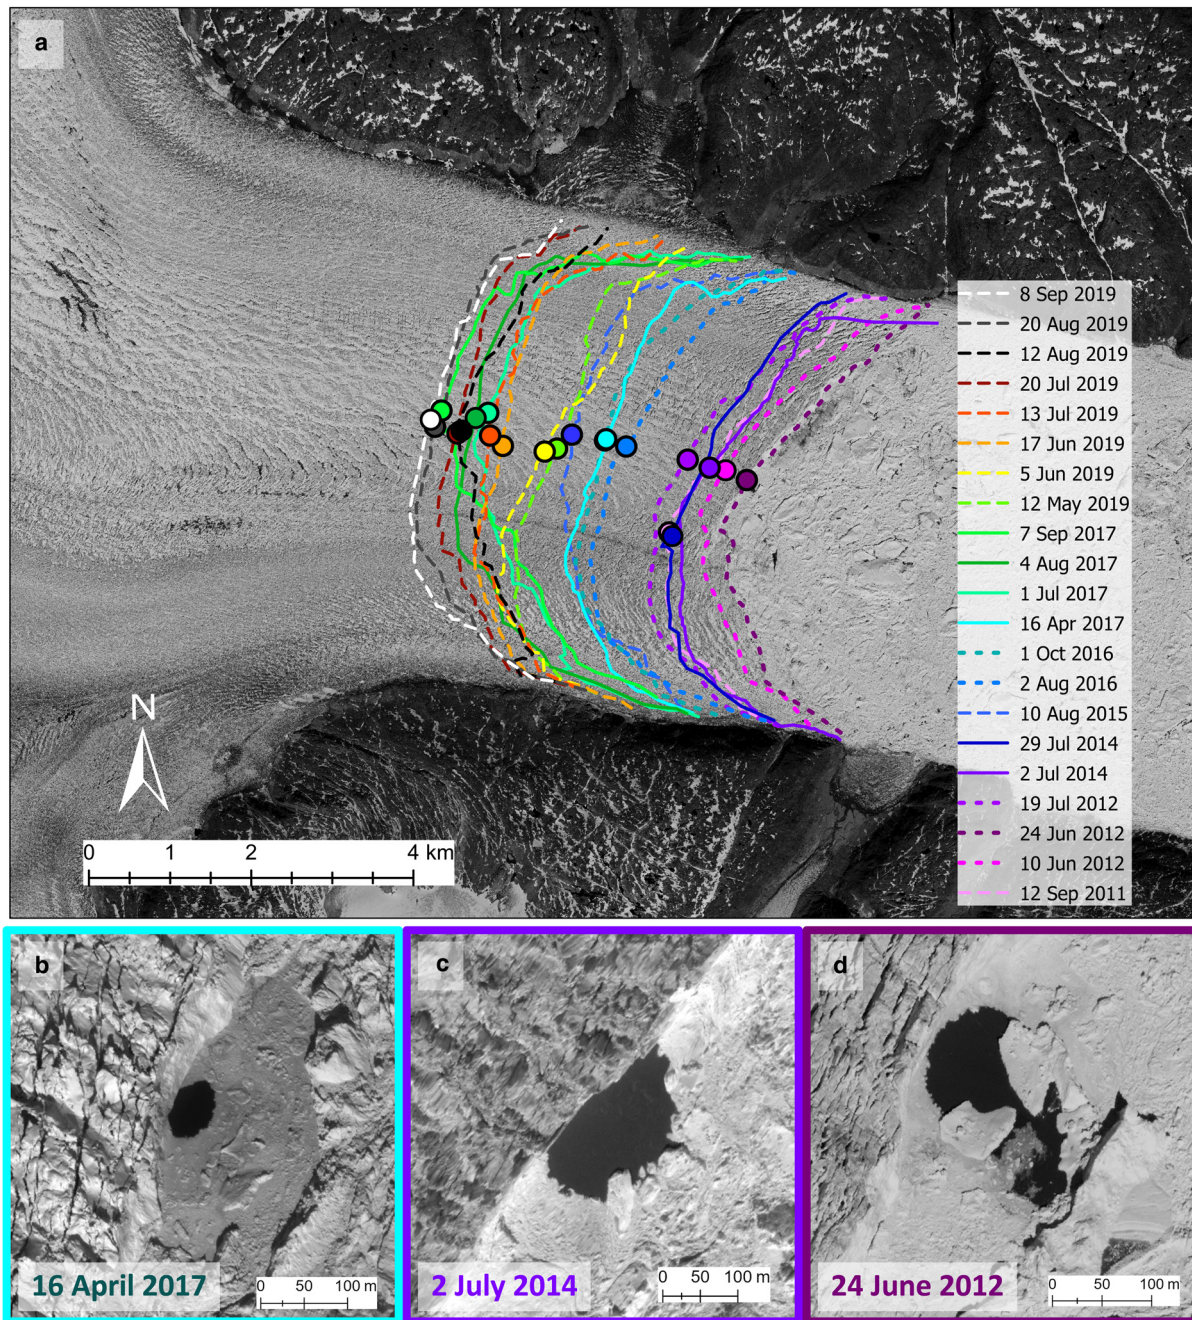 a
8 Sep 2019
20 Aug 2019
12 Aug 2019
20 Jul 2019
13 Jul 2019
17 Jun 2019
5 Jun 2019
12 May 2019
7 Sep 2017
4 Aug 2017
1 Jul 2017
16 Apr 2017
1 Oct 2016
2 Aug 2016
10 Aug 2015
29 Jul 2014
2 Jul 2014
19 Jul 2012
24 Jun 2012
10 Jun 2012
12 Sep 2011
N
0 1 2 4 km
b
16 April 2017
0 50 100 m
c
2 July 2014
0 50 100 m
d
24 June 2012
0 50 100 m